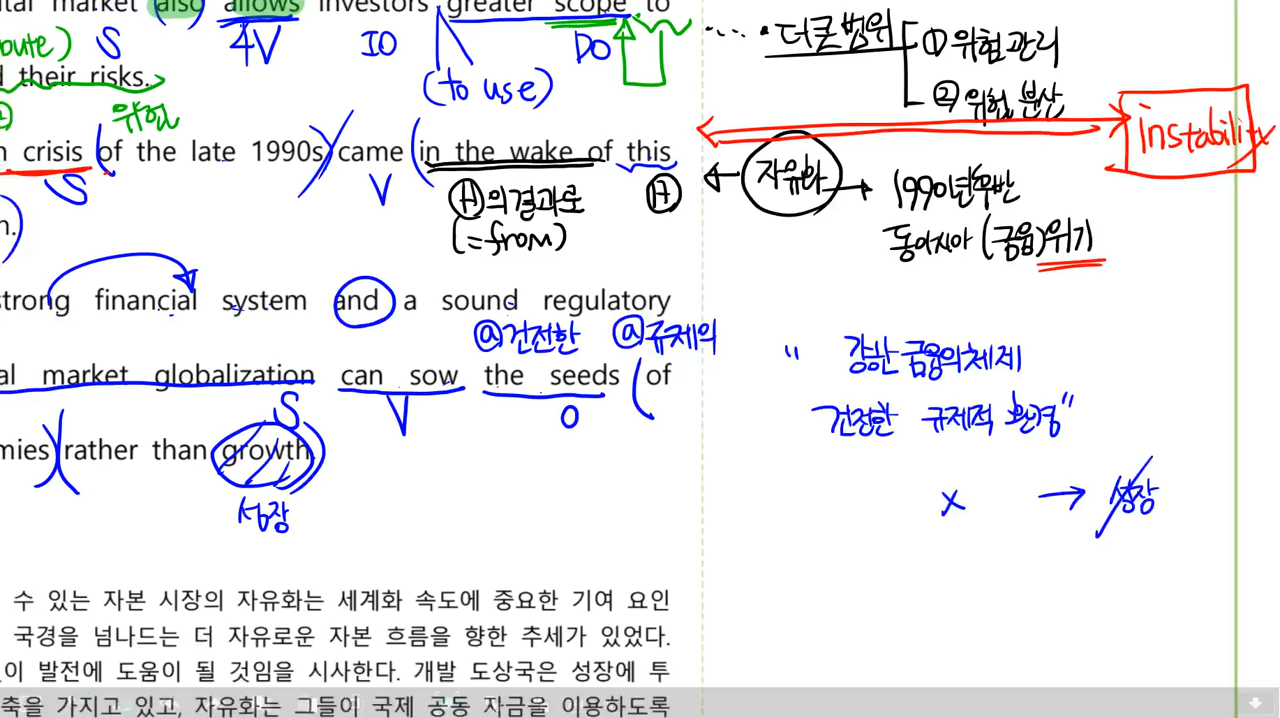 ital market also allows investors greater scope to
bute) S 4V IO (to use) DO
d their risks.
② 위험
··· · 더 큰 범위 ① 위험 관리
② 위험 분산
instability
n crisis (of the late 1990s) came (in the wake of this
S V Ⓗ의 결과로 Ⓗ
(=from)
← 자유화 → 1990년 후반
동아시아 (금융)위기
n.)
strong financial system and a sound regulatory
ⓐ 건전한 ⓐ 규제의
al market globalization can sow the seeds of
S V O (
mies) rather than growth.
성장
" 강한 금융의 체제
건전한 규제적 환경"
x → 성장
수 있는 자본 시장의 자유화는 세계화 속도에 중요한 기여 요인
국경을 넘나드는 더 자유로운 자본 흐름을 향한 추세가 있었다.
것이 발전에 도움이 될 것임을 시사한다. 개발 도상국은 성장에 투
축을 가지고 있고, 자유화는 그들이 국제 공동 자금을 이용하도록